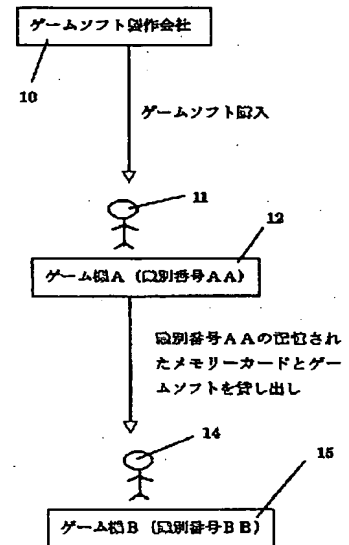 ゲームソフト製作会社
10
ゲームソフト購入
11
12
ゲーム機A（識別番号AA）
識別番号AAの記憶され
たメモリーカードとゲー
ムソフトを貸し出し
14
15
ゲーム機B（識別番号BB）